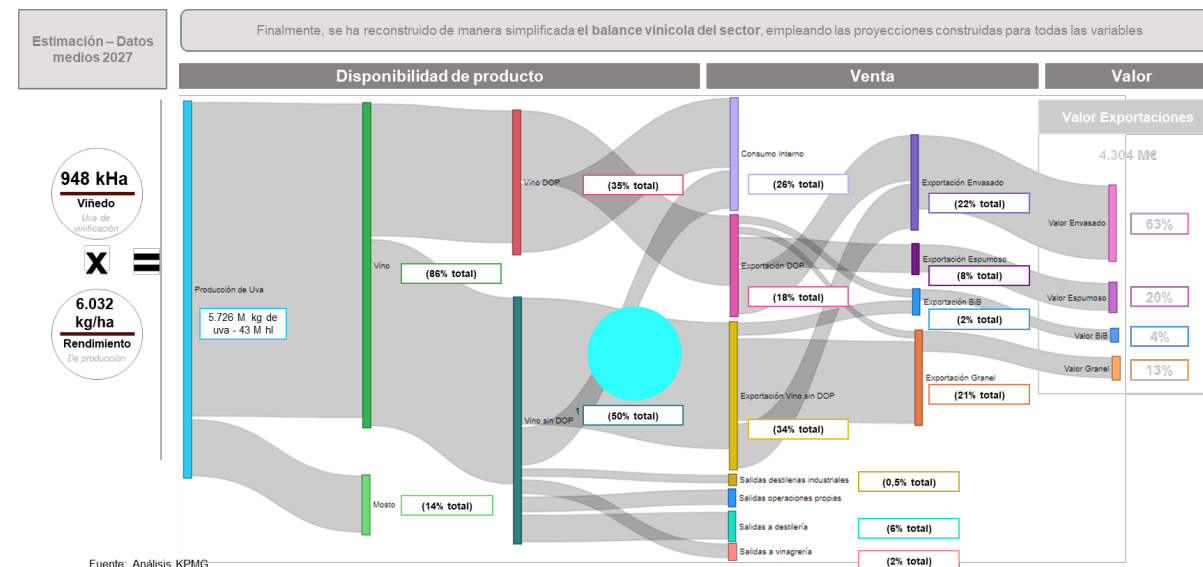 Estimación – Datos
medios 2027
Finalmente, se ha reconstruido de manera simplificada el balance vinícola del sector, empleando las proyecciones construidas para todas las variables
Disponibilidad de producto
Venta
Valor
948 kHa
Viñedo
Uva de
vinificación
X
=
6.032
kg/ha
Rendimiento
De producción
Producción de Uva
5.726 M kg de
uva - 43 M hl
Vino
(86% total)
Mosto
(14% total)
Vino DOP
(35% total)
Vino sin DOP
1
(50% total)
Consumo Interno
(26% total)
Exportación DOP
(18% total)
Exportación Vino sin DOP
(34% total)
Salidas destilerias industriales
(0,5% total)
Salidas operaciones propias
Salidas a destilería
(6% total)
Salidas a vinagrería
(2% total)
Exportación Envasado
(22% total)
Exportación Espumoso
(8% total)
Exportación BiB
(2% total)
Exportación Granel
(21% total)
Valor Exportaciones
4.304 M€
Valor Envasado
63%
Valor Espumoso
20%
Valor BiB
4%
Valor Granel
13%
Fuente: Análisis KPMG